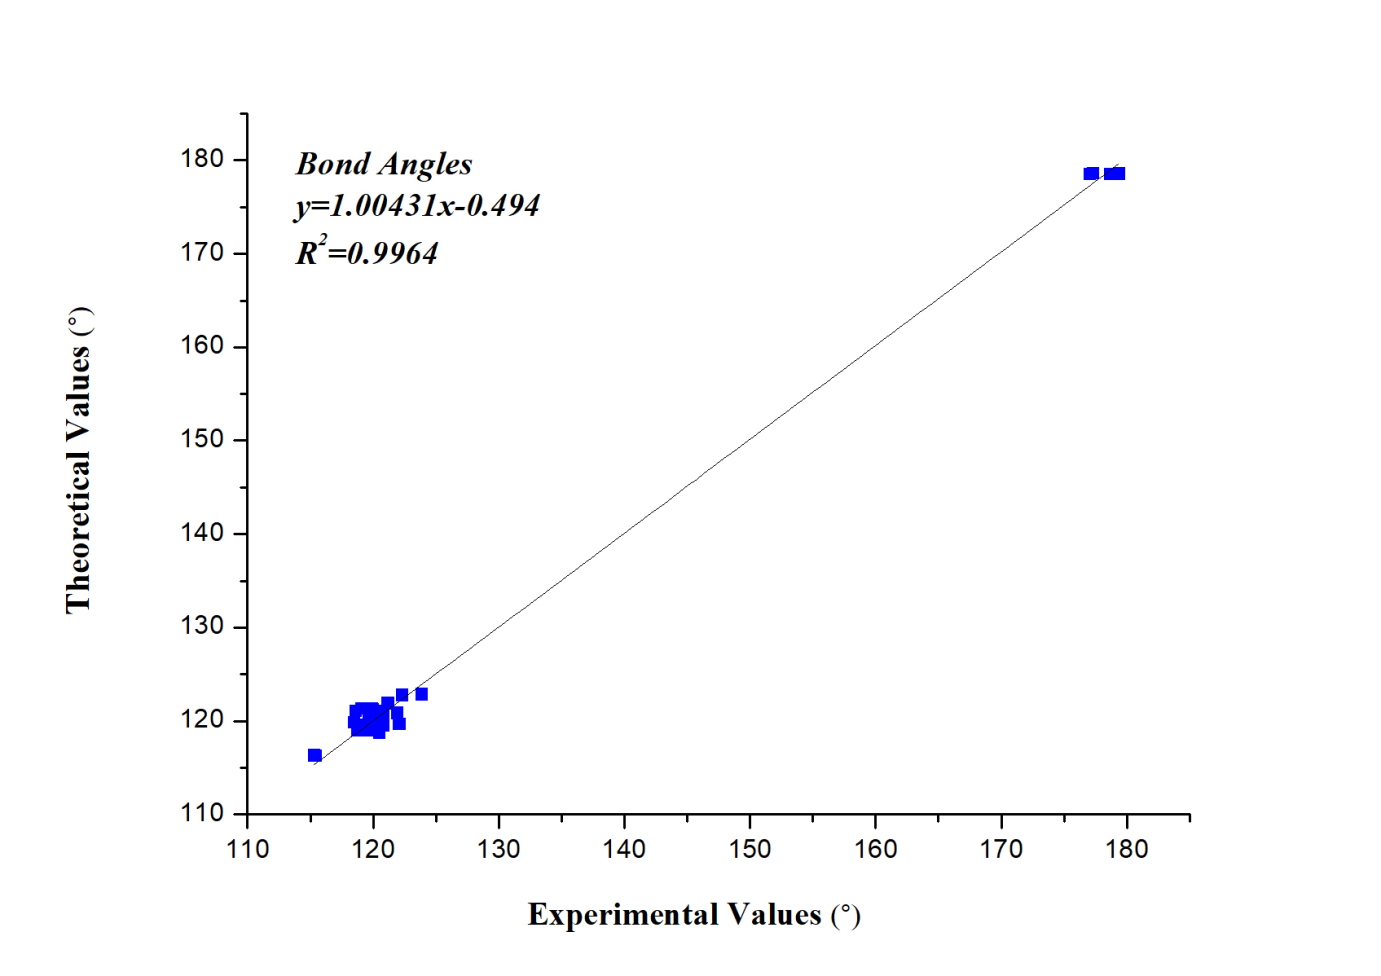 Bond Angles
y=1.00431x-0.494
R²=0.9964
180
170
160
150
140
130
120
110
110 120 130 140 150 160 170 180
Theoretical Values (°)
Experimental Values (°)